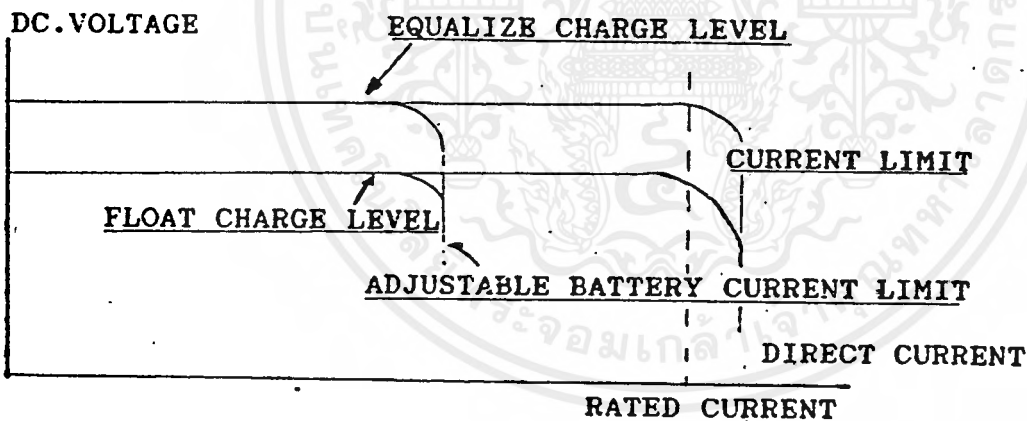 DC.VOLTAGE
EQUALIZE CHARGE LEVEL
CURRENT LIMIT
FLOAT CHARGE LEVEL
ADJUSTABLE BATTERY CURRENT LIMIT
DIRECT CURRENT
RATED CURRENT